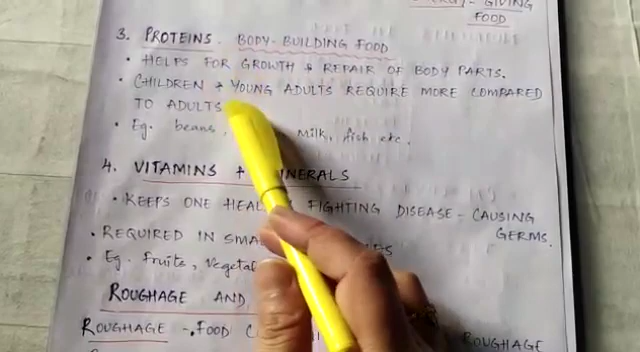 GIVING
FOOD
3. PROTEINS. BODY-BUILDING FOOD
• HELPS FOR GROWTH & REPAIR OF BODY PARTS.
• CHILDREN & YOUNG ADULTS REQUIRE MORE COMPARED
TO ADULTS
• Eg. beans, Milk, fish etc.
4. VITAMINS + MINERALS
• KEEPS ONE FIGHTING DISEASE-CAUSING
GERMS.
• REQUIRED IN
• Eg. Fruits,
ROUGHAGE AND
ROUGHAGE -. FOOD
ROUGHAGE